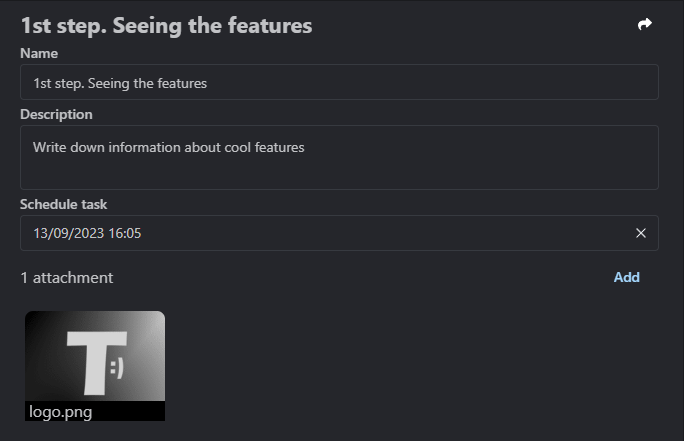 1st step. Seeing the features
Name
1st step. Seeing the features
Description
Write down information about cool features
Schedule task
13/09/2023 16:05
1 attachment
Add
T:)
logo.png